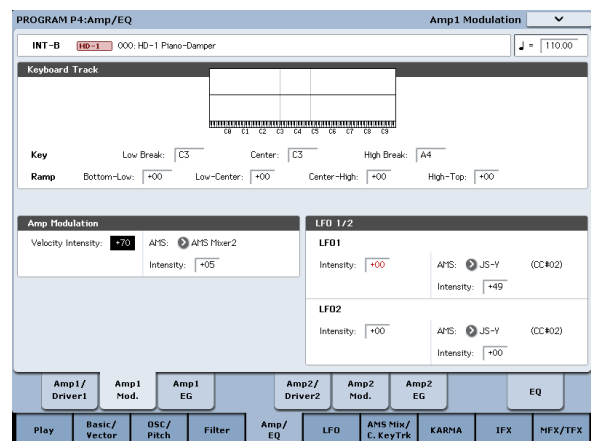 PROGRAM P4:Amp/EQ Amp1 Modulation
INT-B HD-1 000: HD-1 Piano-Damper ♩ = 110.00
Keyboard Track
C0 C1 C2 C3 C4 C5 C6 C7 C8 C9
Key Low Break: C3 Center: C3 High Break: A4
Ramp Bottom-Low: +00 Low-Center: +00 Center-High: +00 High-Top: +00
Amp Modulation LFO 1/2
Velocity Intensity: +70 AMS: AMS Mixer2
Intensity: +05
LFO1
Intensity: +00 AMS: JS-Y (CC#02)
Intensity: +49
LFO2
Intensity: +00 AMS: JS-Y (CC#02)
Intensity: +00
Amp1/ Amp1 Amp1 Amp2/ Amp2 Amp2
Driver1 Mod. EG Driver2 Mod. EG EQ
Play Basic/ OSC/ Filter Amp/ LFO AMS Mix/ KARMA IFX MFX/TFX
Vector Pitch EQ C. KeyTrk